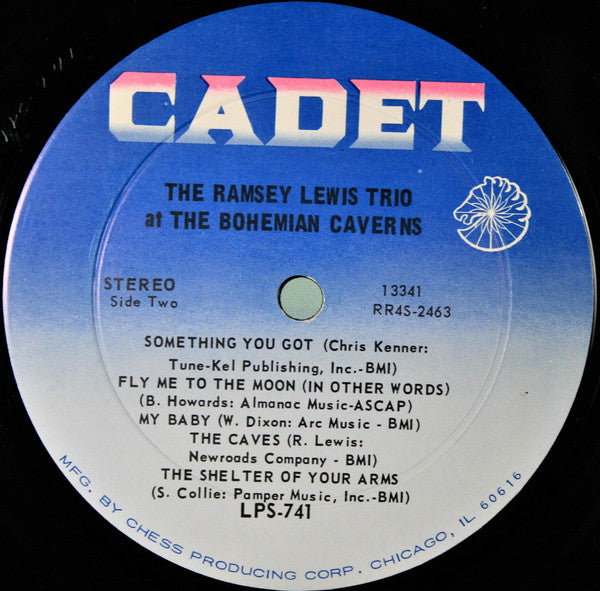 CADET
THE RAMSEY LEWIS TRIO
at THE BOHEMIAN CAVERNS
STEREO
Side Two
13341
RR4S-2463
SOMETHING YOU GOT (Chris Kenner:
Tune-Kel Publishing, Inc.-BMI)
FLY ME TO THE MOON (IN OTHER WORDS)
(B. Howards: Almanac Music-ASCAP)
MY BABY (W. Dixon: Arc Music - BMI)
THE CAVES (R. Lewis:
Newroads Company - BMI)
THE SHELTER OF YOUR ARMS
(S. Collie: Pamper Music, Inc.-BMI)
LPS-741
MFG. BY CHESS PRODUCING CORP. CHICAGO, IL 60616